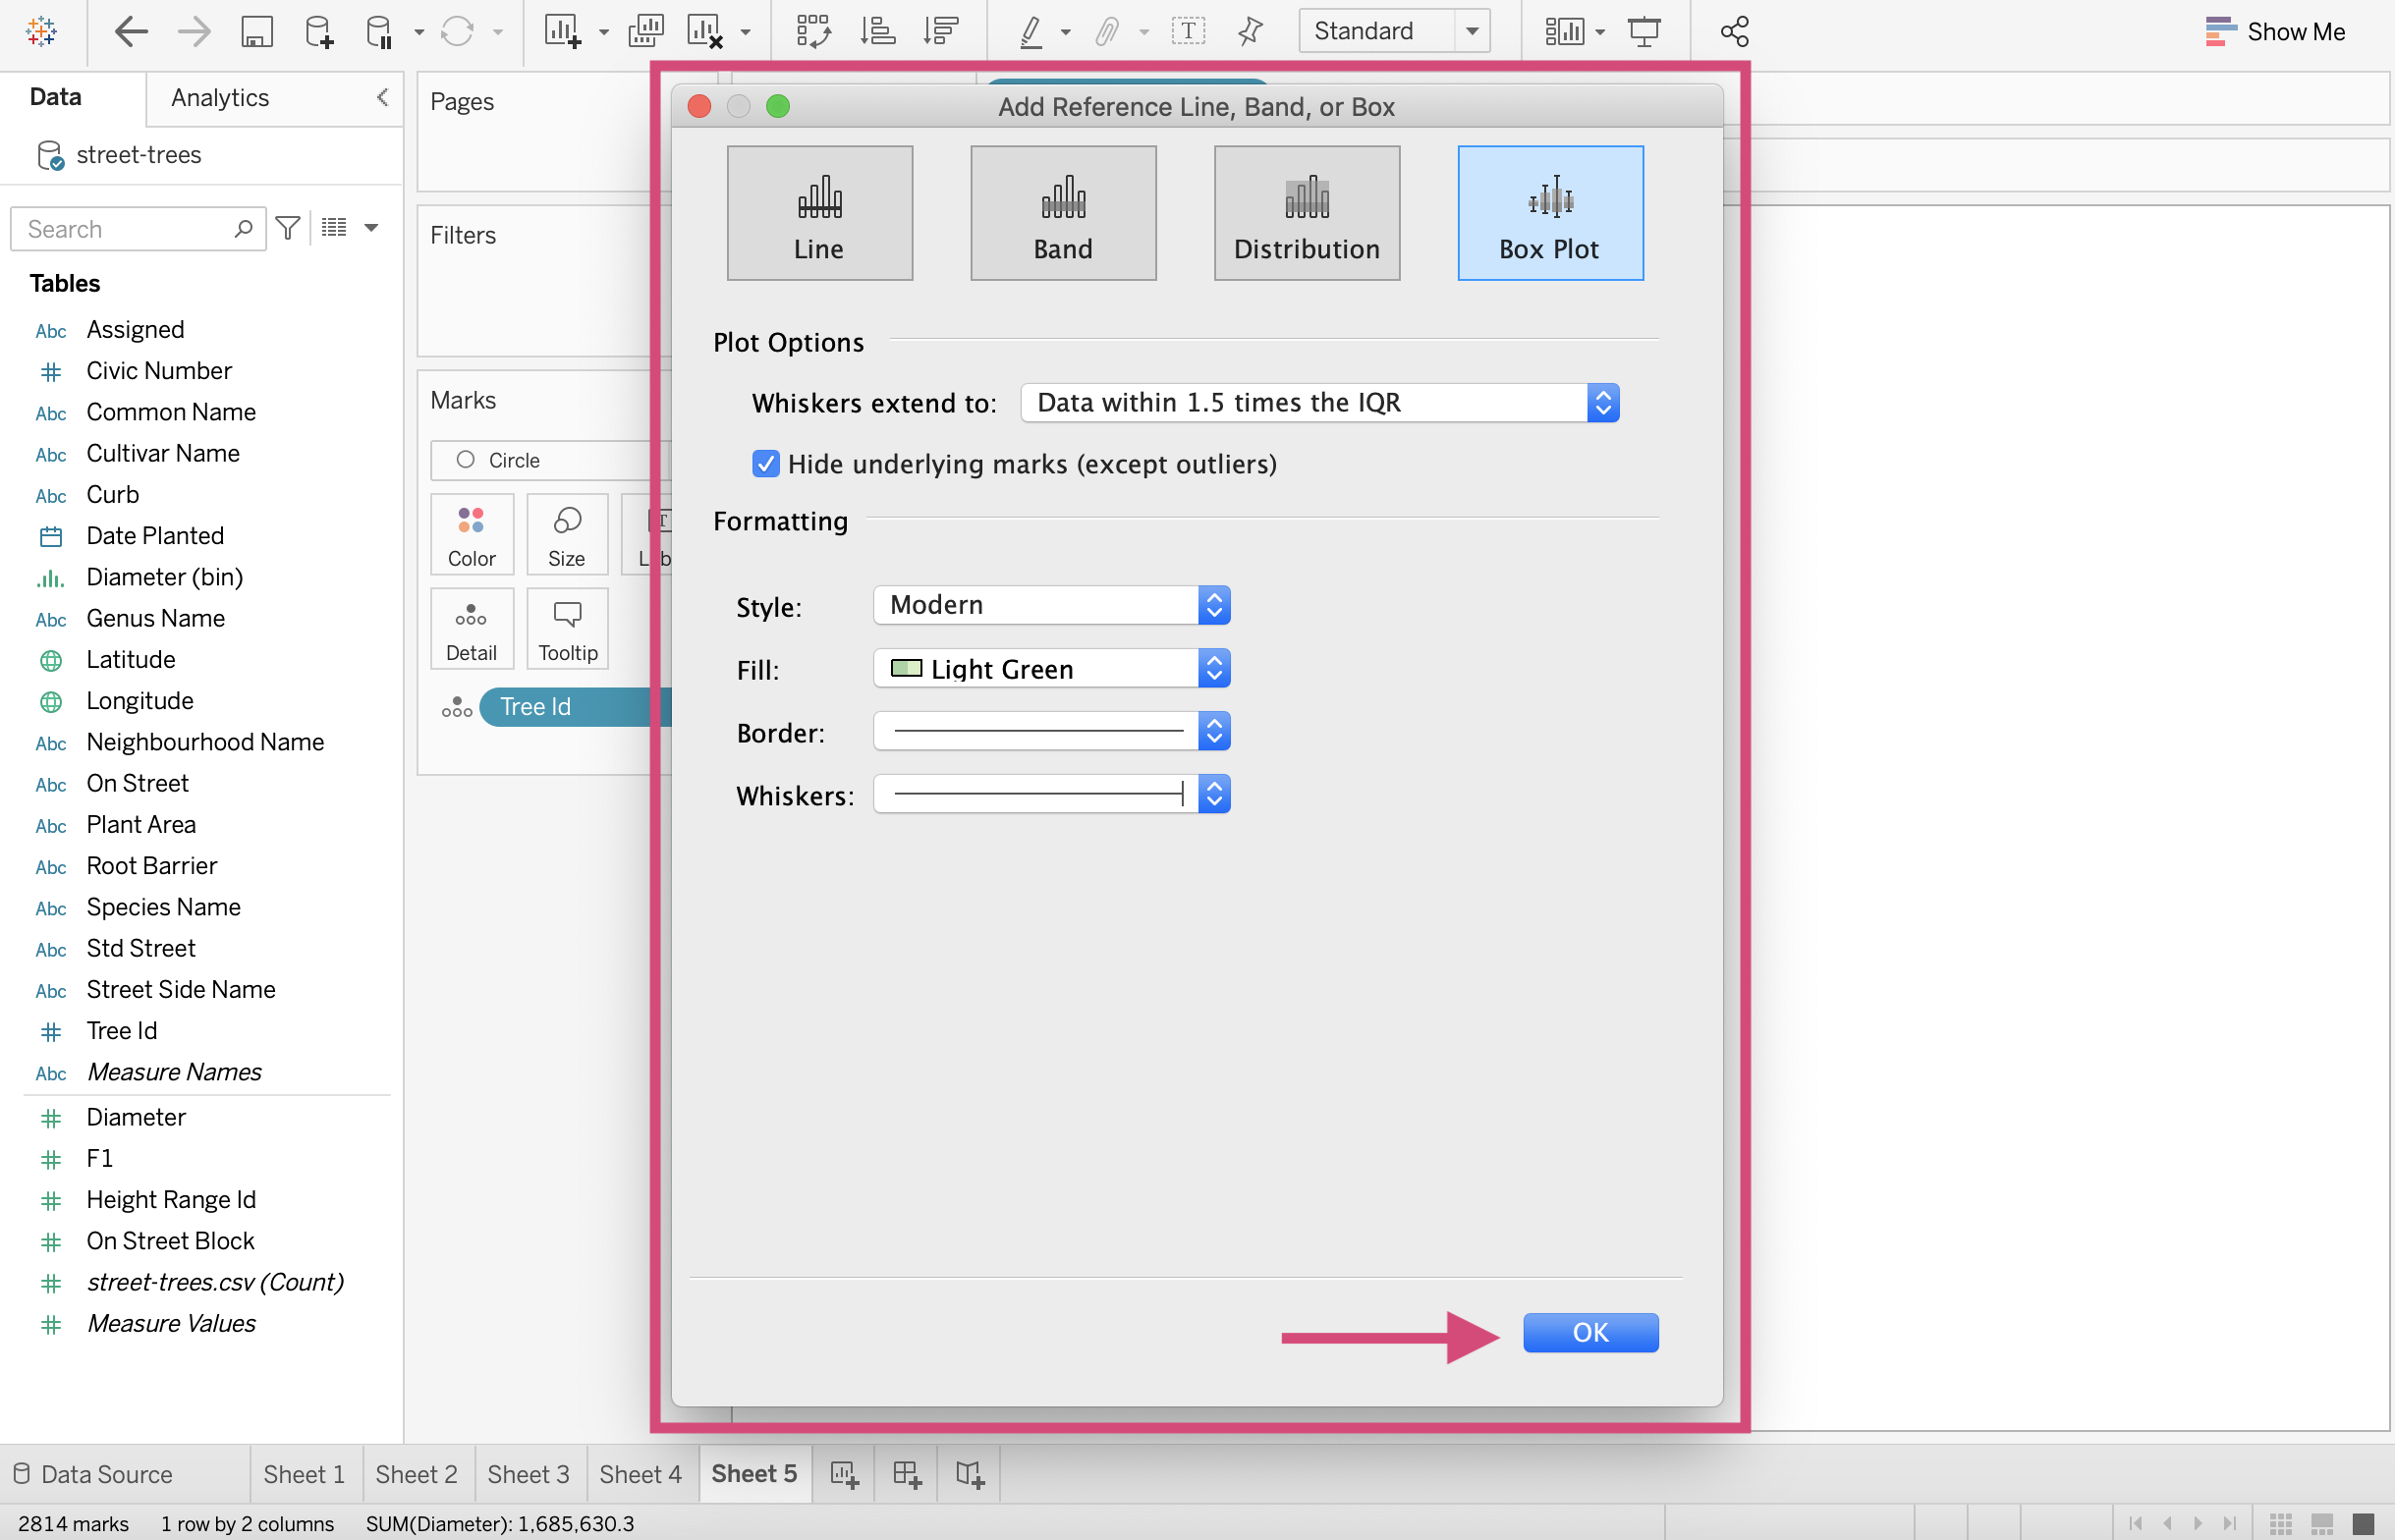 Standard
Show Me
Data
Analytics
street-trees
Search
Tables
Abc Assigned
Civic Number
Abc Common Name
Abc Cultivar Name
Abc Curb
Date Planted
Diameter (bin)
Abc Genus Name
Latitude
Longitude
Abc Neighbourhood Name
Abc On Street
Abc Plant Area
Abc Root Barrier
Abc Species Name
Abc Std Street
Abc Street Side Name
Tree Id
Abc Measure Names
Diameter
F1
Height Range Id
On Street Block
street-trees.csv (Count)
Measure Values
Pages
Filters
Marks
Circle
Color
Size
Detail
Tooltip
Tree Id
Add Reference Line, Band, or Box
Line
Band
Distribution
Box Plot
Plot Options
Whiskers extend to: Data within 1.5 times the IQR
Hide underlying marks (except outliers)
Formatting
Style: Modern
Fill: Light Green
Border:
Whiskers:
OK
Data Source
Sheet 1
Sheet 2
Sheet 3
Sheet 4
Sheet 5
2814 marks
1 row by 2 columns
SUM(Diameter): 1,685,630.3